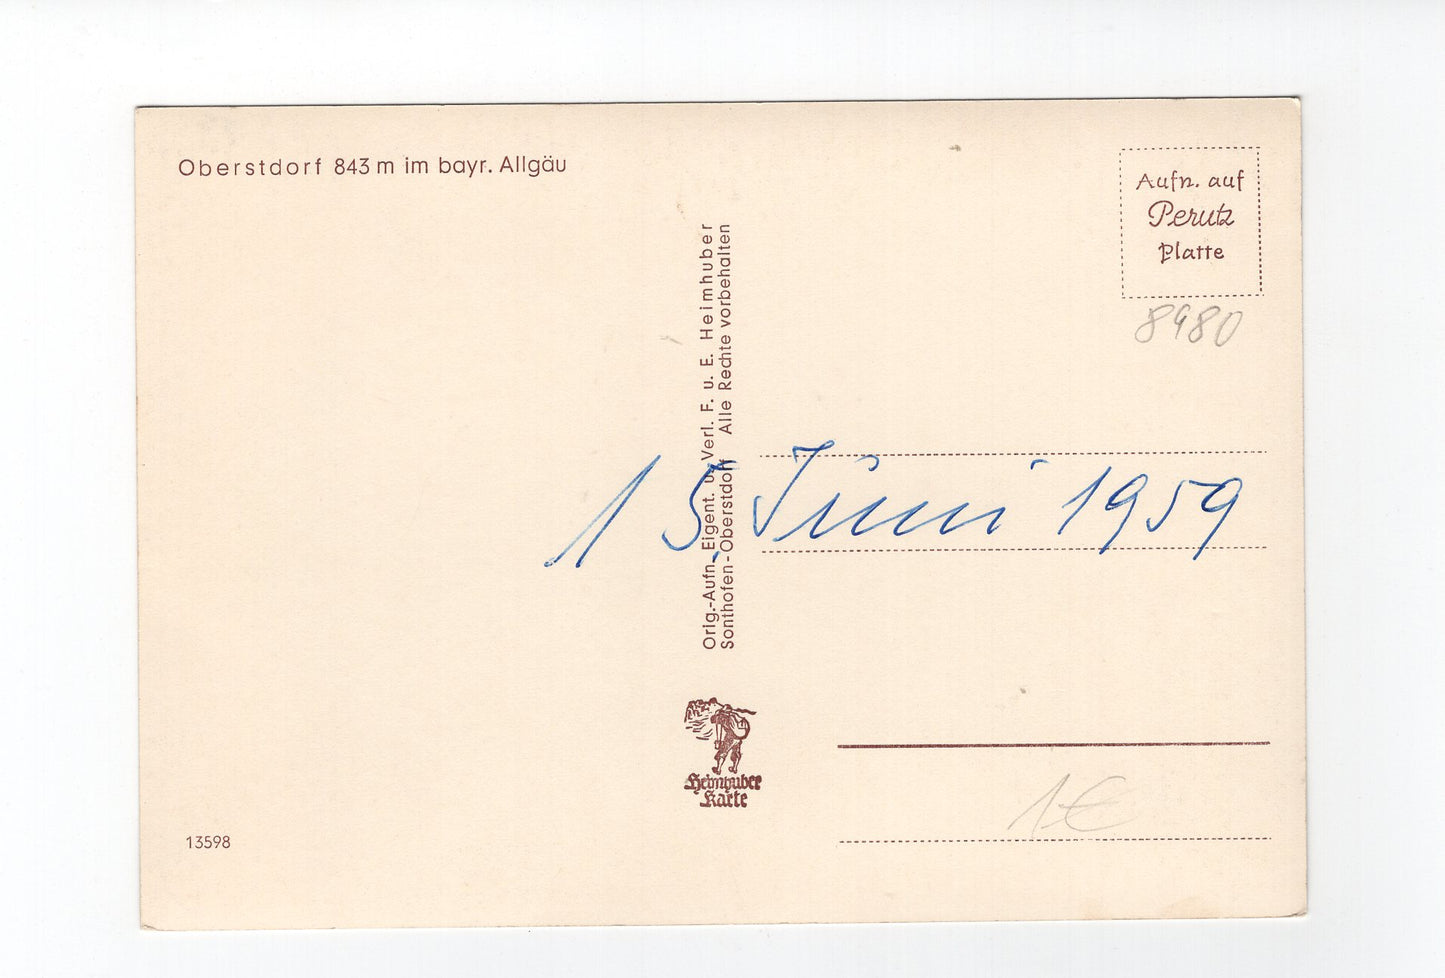 Oberstdorf 843 m im bayr. Allgäu
Aufn. auf
Perutz
Platte
8980
Orig.-Aufn. Eigent. u. Verl. F. u. E. Heimhuber
Sonthofen-Oberstdorf Alle Rechte vorbehalten
15. Juni 1959
Heimhuber
Karte
1€
13598